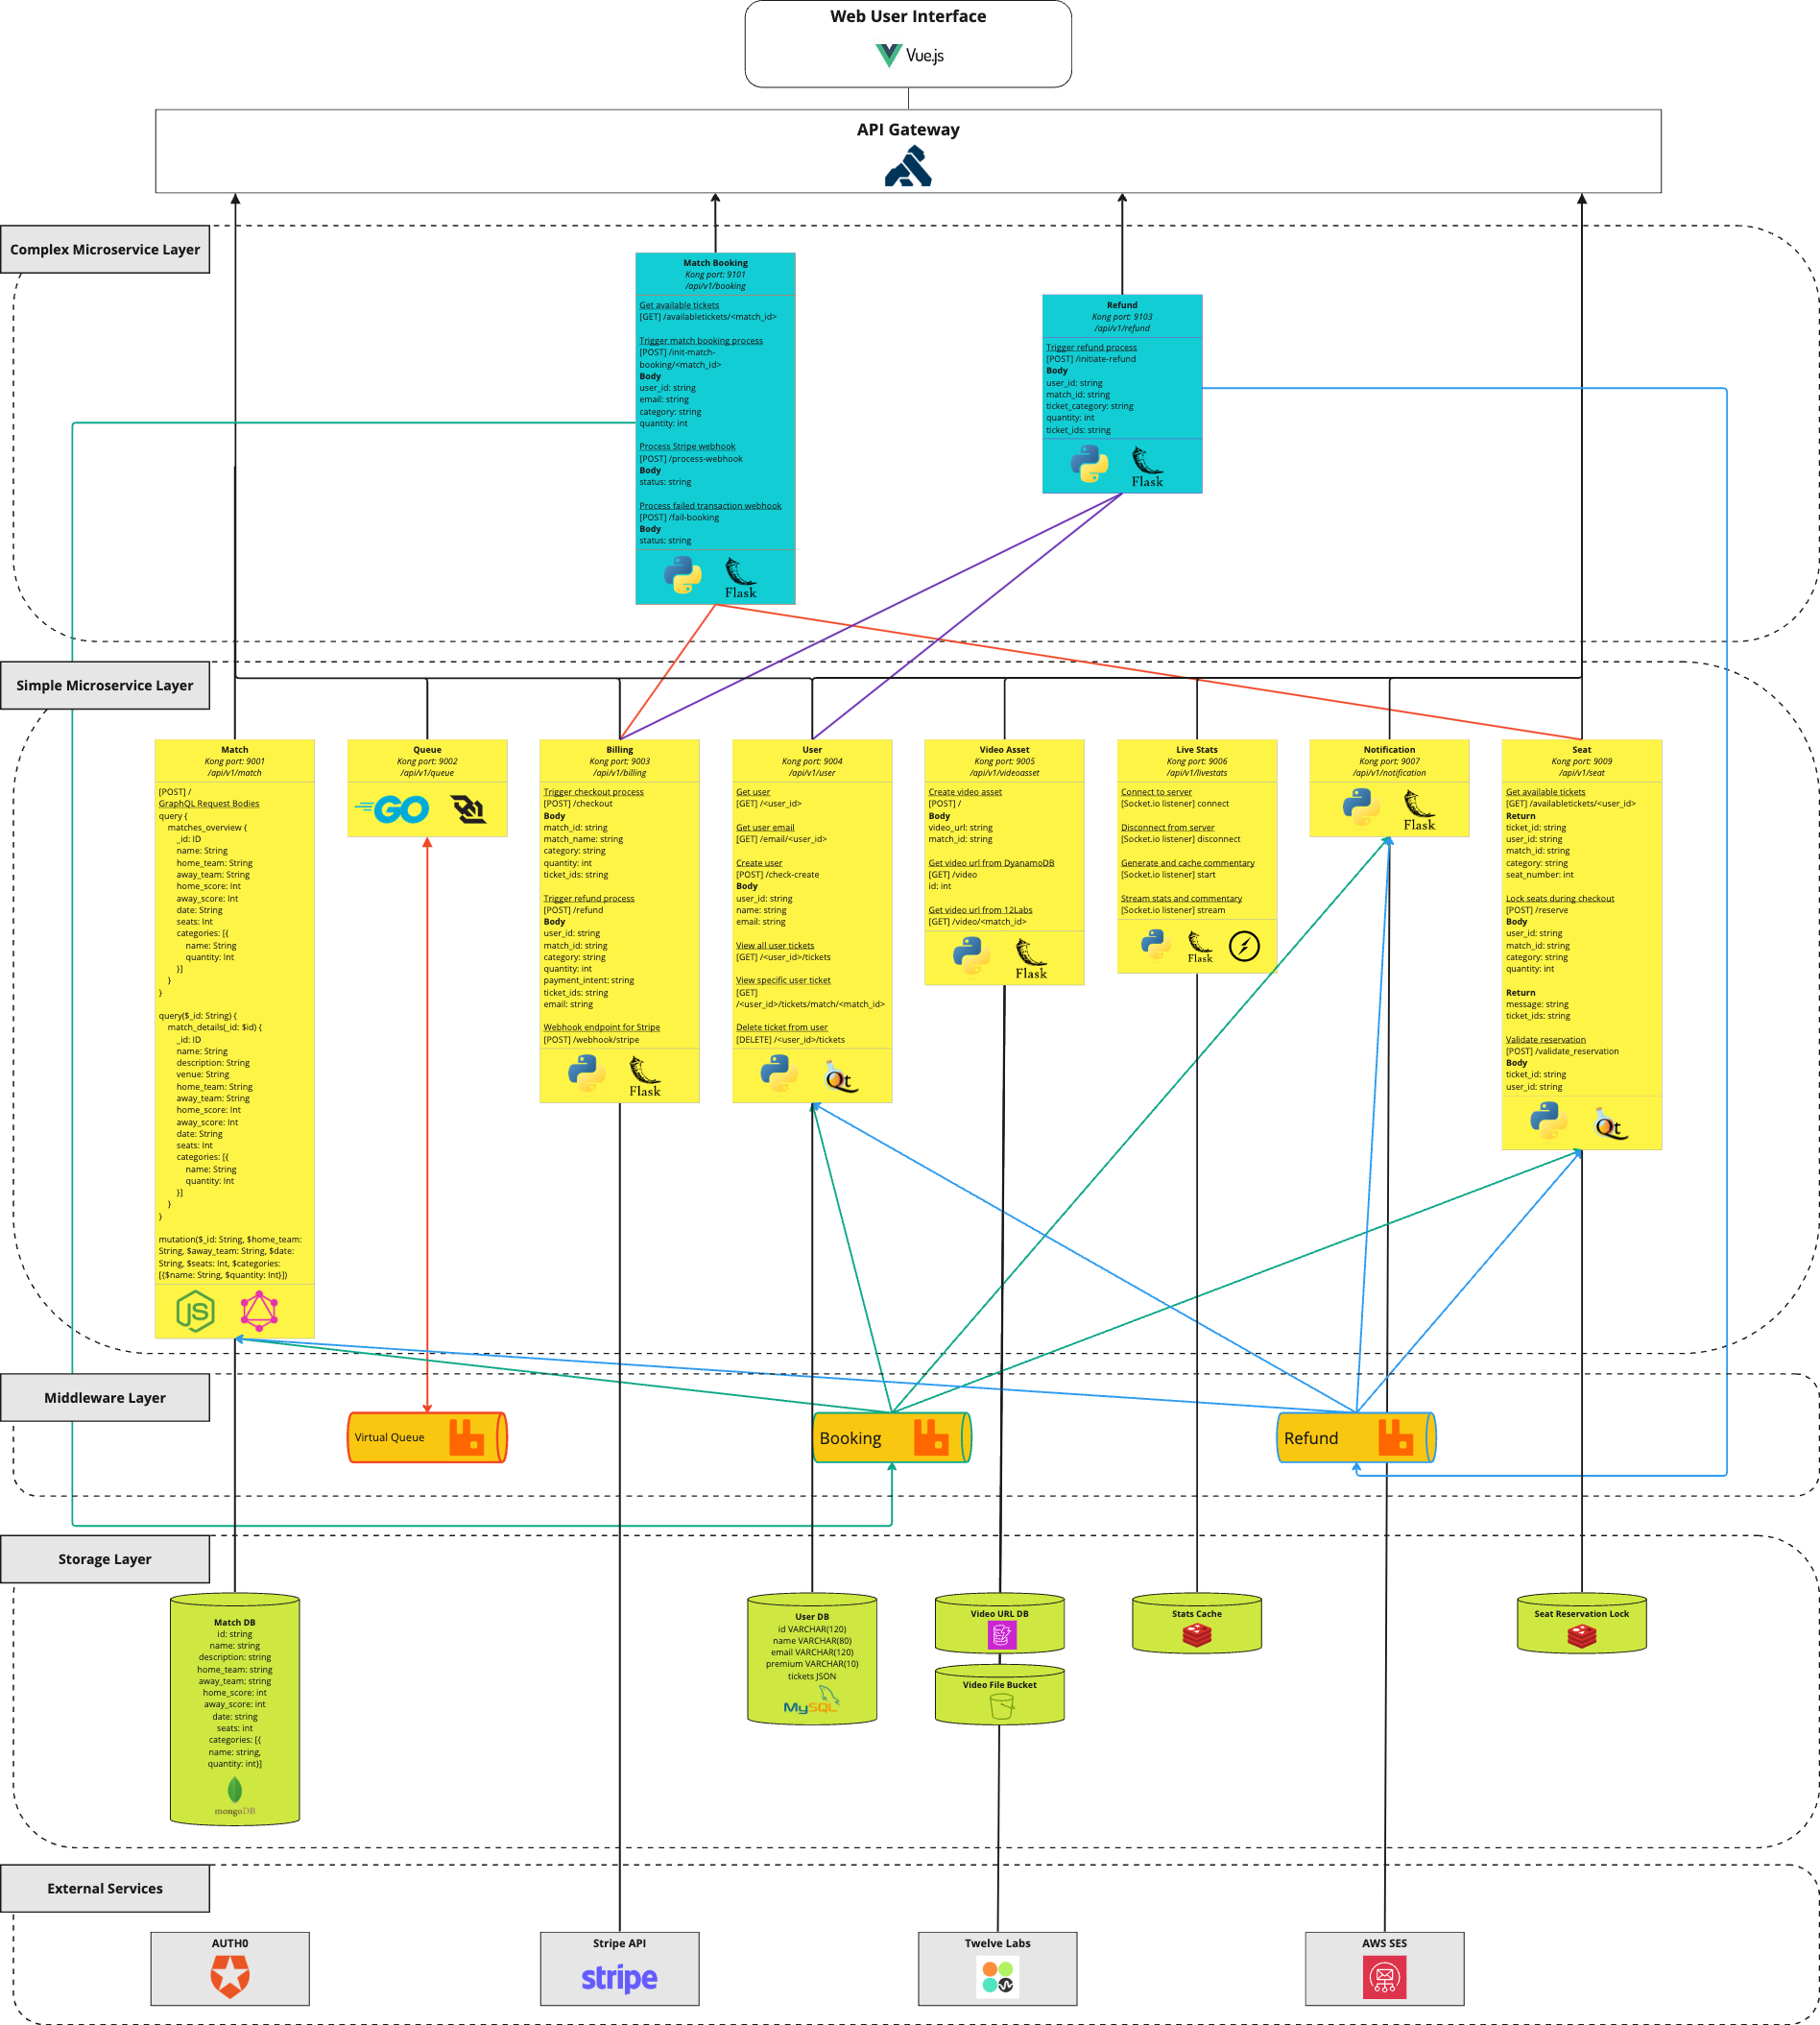 Web User Interface
Vue.js
API Gateway
Complex Microservice Layer
Match Booking
Kong port: 9101
/api/v1/booking
Get available tickets
[GET] /availabletickets/<match_id>
Trigger match booking process
[POST] /init-match-
booking/<match_id>
Body
user_id: string
email: string
category: string
quantity: int
Process Stripe webhook
[POST] /process-webhook
Body
status: string
Process failed transaction webhook
[POST] /fail-booking
Body
status: string
Flask
Refund
Kong port: 9103
/api/v1/refund
Trigger refund process
[POST] /initiate-refund
Body
user_id: string
match_id: string
ticket_category: string
quantity: int
ticket_ids: string
Flask
Simple Microservice Layer
Match
Kong port: 9001
/api/v1/match
[POST] /
GraphQL Request Bodies
query {
matches_overview {
_id: ID
name: String
home_team: String
away_team: String
home_score: Int
away_score: Int
date: String
seats: Int
categories: [{
name: String
quantity: Int
}]
}
}
query($_id: String) {
match_details(_id: $id) {
_id: ID
name: String
description: String
venue: String
home_team: String
away_team: String
home_score: Int
away_score: Int
date: String
seats: Int
categories: [{
name: String
quantity: Int
}]
}
}
mutation($_id: String, $home_team:
String, $away_team: String, $date:
String, $seats: Int, $categories:
[{$name: String, $quantity: Int}])
JS
Queue
Kong port: 9002
/api/v1/queue
GO
Billing
Kong port: 9003
/api/v1/billing
Trigger checkout process
[POST] /checkout
Body
match_id: string
match_name: string
category: string
quantity: int
ticket_ids: string
Trigger refund process
[POST] /refund
Body
user_id: string
match_id: string
category: string
quantity: int
payment_intent: string
ticket_ids: string
email: string
Webhook endpoint for Stripe
[POST] /webhook/stripe
Flask
User
Kong port: 9004
/api/v1/user
Get user
[GET] /<user_id>
Get user email
[GET] /email/<user_id>
Create user
[POST] /check-create
Body
user_id: string
name: string
email: string
View all user tickets
[GET] /<user_id>/tickets
View specific user ticket
[GET]
/<user_id>/tickets/match/<match_id>
Delete ticket from user
[DELETE] /<user_id>/tickets
Qt
Video Asset
Kong port: 9005
/api/v1/videoasset
Create video asset
[POST] /
Body
video_url: string
match_id: string
Get video url from DyanamoDB
[GET] /video
id: int
Get video url from 12Labs
[GET] /video/<match_id>
Flask
Live Stats
Kong port: 9006
/api/v1/livestats
Connect to server
[Socket.io listener] connect
Disconnect from server
[Socket.io listener] disconnect
Generate and cache commentary
[Socket.io listener] start
Stream stats and commentary
[Socket.io listener] stream
Flask
Notification
Kong port: 9007
/api/v1/notification
Flask
Seat
Kong port: 9009
/api/v1/seat
Get available tickets
[GET] /availabletickets/<user_id>
Return
ticket_id: string
user_id: string
match_id: string
category: string
seat_number: int
Lock seats during checkout
[POST] /reserve
Body
user_id: string
match_id: string
category: string
quantity: int
Return
message: string
ticket_ids: string
Validate reservation
[POST] /validate_reservation
Body
ticket_id: string
user_id: string
Qt
Middleware Layer
Virtual Queue
Booking
Refund
Storage Layer
Match DB
id: string
name: string
description: string
home_team: string
away_team: string
home_score: int
away_score: int
date: string
seats: int
categories: [{
name: string,
quantity: int}]
mongoDB
User DB
id VARCHAR(120)
name VARCHAR(80)
email VARCHAR(120)
premium VARCHAR(10)
tickets JSON
MySQL
Video URL DB
Video File Bucket
Stats Cache
Seat Reservation Lock
External Services
AUTH0
Stripe API
stripe
Twelve Labs
AWS SES